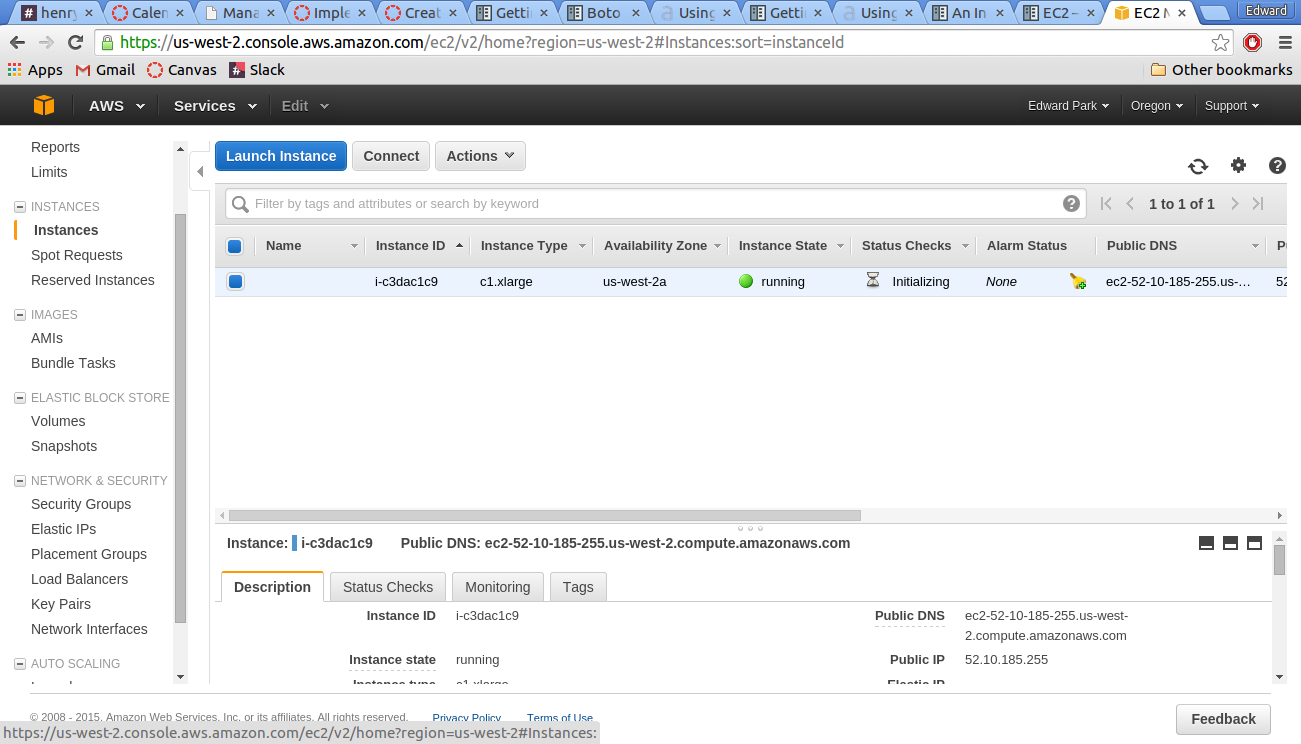 henry Calen Mana Imple Creat Gettin Boto Using Gettin Using An In EC2 – EC2 M Edward
https://us-west-2.console.aws.amazon.com/ec2/v2/home?region=us-west-2#Instances:sort=instanceId
Apps Gmail Canvas Slack Other bookmarks
AWS Services Edit Edward Park Oregon Support
Reports
Limits
INSTANCES
Instances
Spot Requests
Reserved Instances
IMAGES
AMIs
Bundle Tasks
ELASTIC BLOCK STORE
Volumes
Snapshots
NETWORK & SECURITY
Security Groups
Elastic IPs
Placement Groups
Load Balancers
Key Pairs
Network Interfaces
AUTO SCALING
Launch Instance Connect Actions
Filter by tags and attributes or search by keyword 1 to 1 of 1
Name Instance ID Instance Type Availability Zone Instance State Status Checks Alarm Status Public DNS
i-c3dac1c9 c1.xlarge us-west-2a running Initializing None ec2-52-10-185-255.us-... 52
Instance: i-c3dac1c9 Public DNS: ec2-52-10-185-255.us-west-2.compute.amazonaws.com
Description Status Checks Monitoring Tags
Instance ID i-c3dac1c9 Public DNS ec2-52-10-185-255.us-west-
2.compute.amazonaws.com
Instance state running Public IP 52.10.185.255
Instance type c1.xlarge Elastic IP
© 2008 - 2015, Amazon Web Services, Inc. or its affiliates. All rights reserved. Privacy Policy Terms of Use
Feedback
https://us-west-2.console.aws.amazon.com/ec2/v2/home?region=us-west-2#Instances: